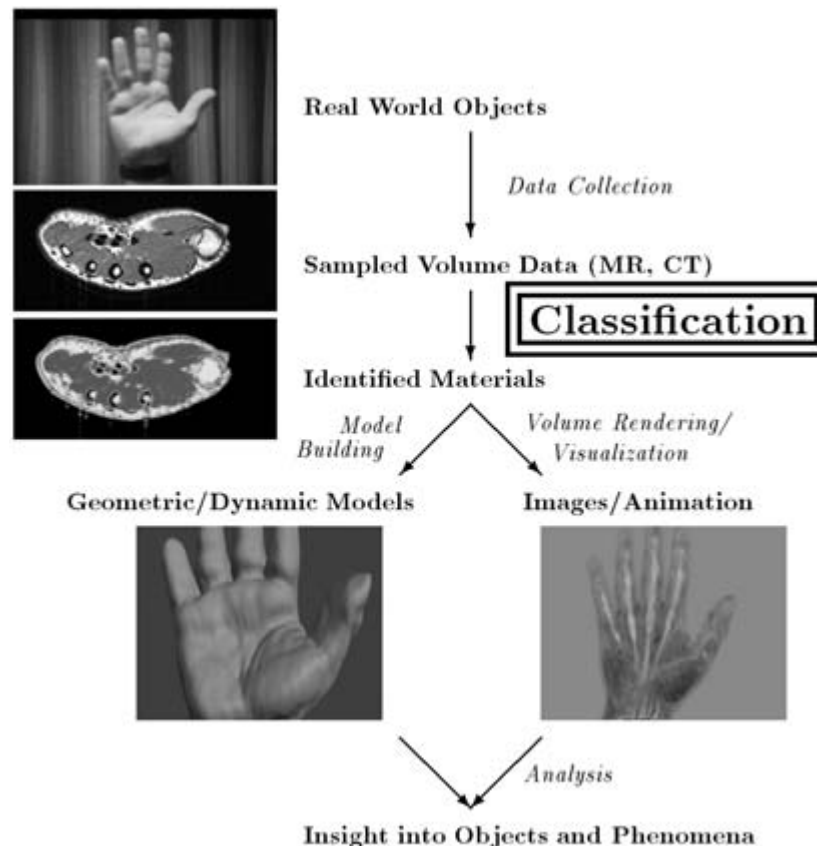 Real World Objects
Data Collection
Sampled Volume Data (MR, CT)
Classification
Identified Materials
Model
Building
Volume Rendering/
Visualization
Geometric/Dynamic Models
Images/Animation
Analysis
Insight into Objects and Phenomena